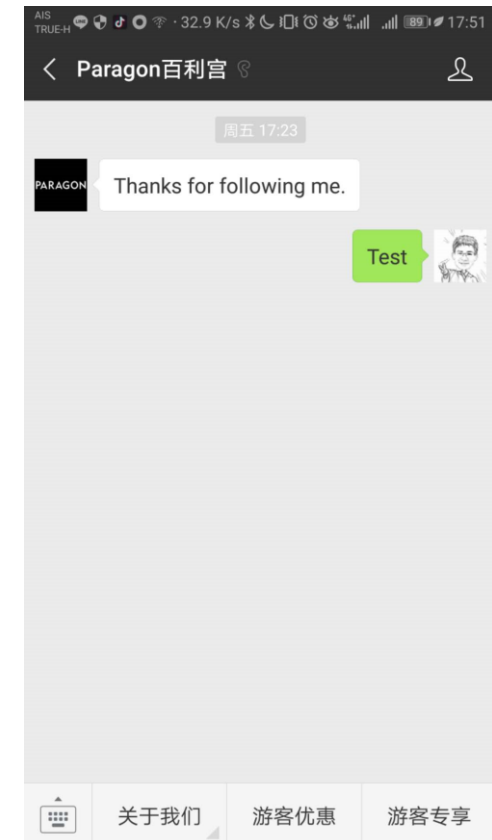 AIS
TRUE-H 32.9 K/s 4G+ 89 17:51
Paragon百利宫
周五 17:23
PARAGON
Thanks for following me.
Test
关于我们
游客优惠
游客专享